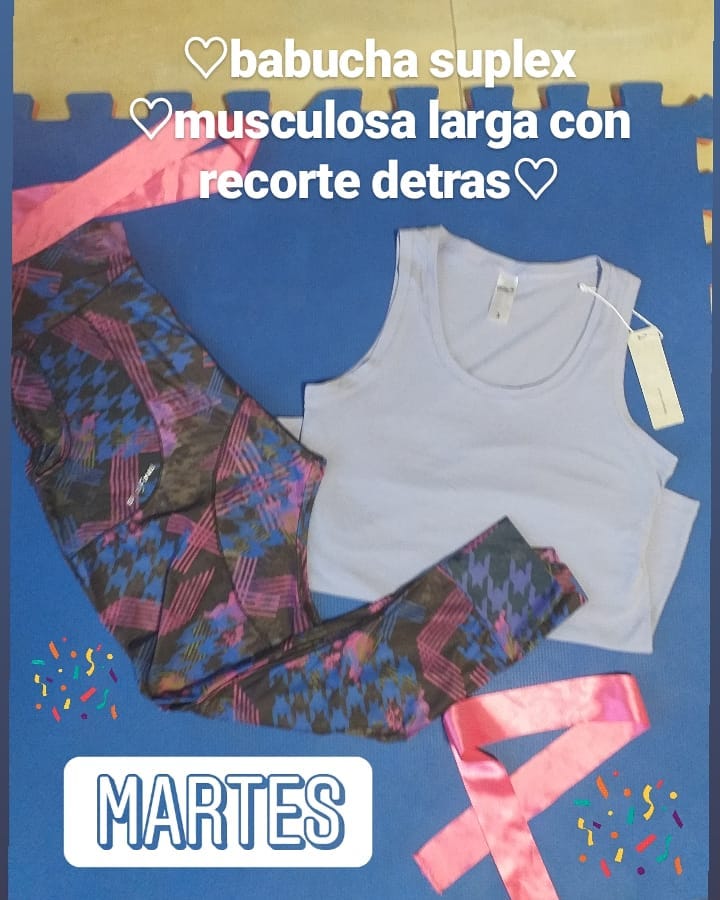 ♡babucha suplex
♡musculosa larga con
recorte detras♡
MARTES